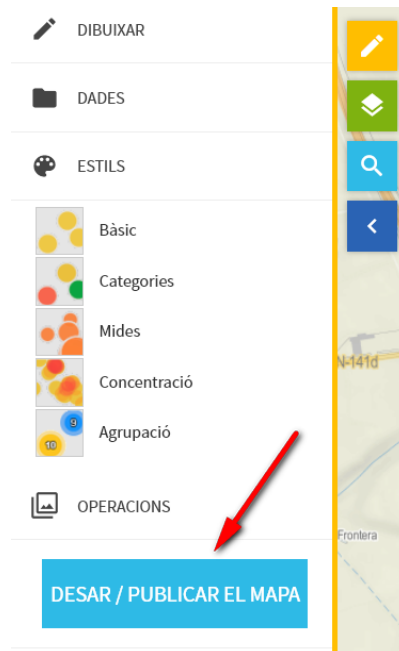 DIBUIXAR
DADES
ESTILS
Bàsic
Categories
Mides
Concentració
9
10
Agrupació
OPERACIONS
DESAR / PUBLICAR EL MAPA
N-141d
Frontera